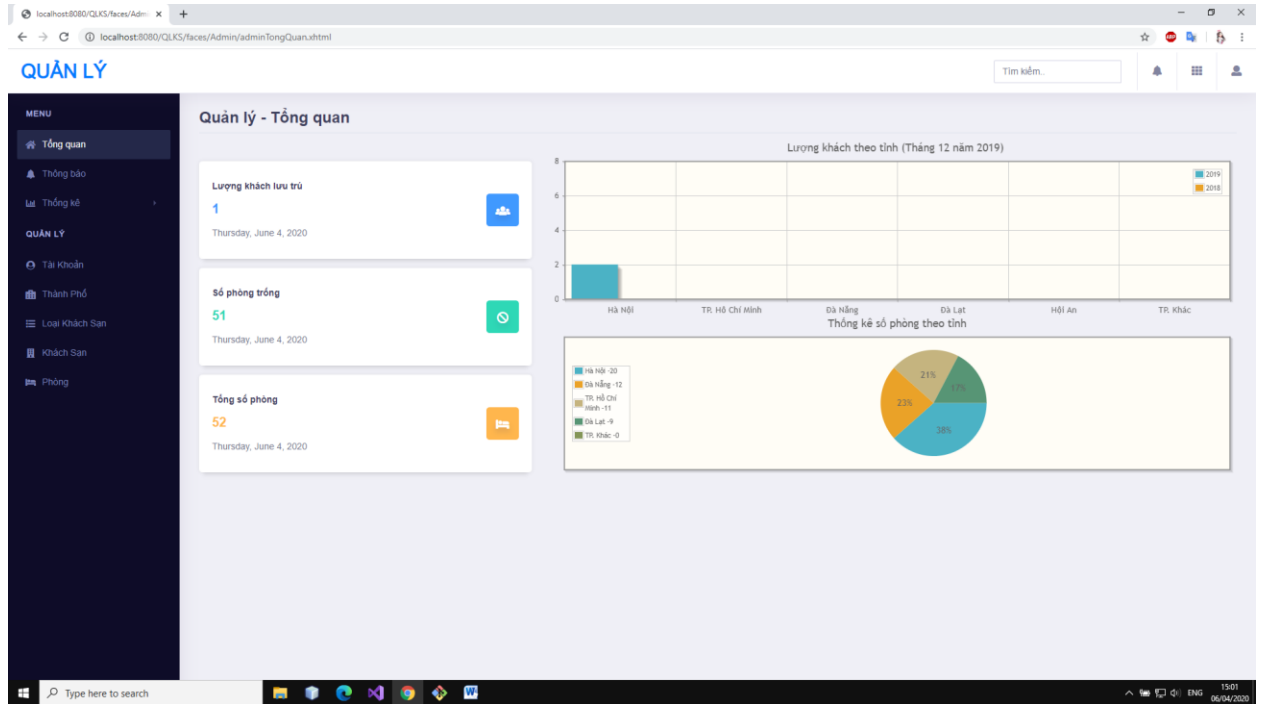 localhost:8080/QLKS/faces/Adm
localhost:8080/QLKS/faces/Admin/adminTongQuan.xhtml
QUẢN LÝ
Tìm kiếm..
MENU
Tổng quan
Thông báo
Thống kê
QUẢN LÝ
Tài Khoản
Thành Phố
Loại Khách Sạn
Khách Sạn
Phòng
Quản lý - Tổng quan
Lượng khách lưu trú
1
Thursday, June 4, 2020
Số phòng trống
51
Thursday, June 4, 2020
Tổng số phòng
52
Thursday, June 4, 2020
Lượng khách theo tỉnh (Tháng 12 năm 2019)
8
6
4
2
0
2019
2018
Hà Nội
TP. Hồ Chí Minh
Đà Nẵng
Đà Lạt
Hội An
TP. Khác
Thống kê số phòng theo tỉnh
Hà Nội -20
Đà Nẵng -12
TP. Hồ Chí
Minh -11
Đà Lạt -9
TP. Khác -0
21%
17%
23%
38%
Type here to search
ENG
15:01
06/04/2020